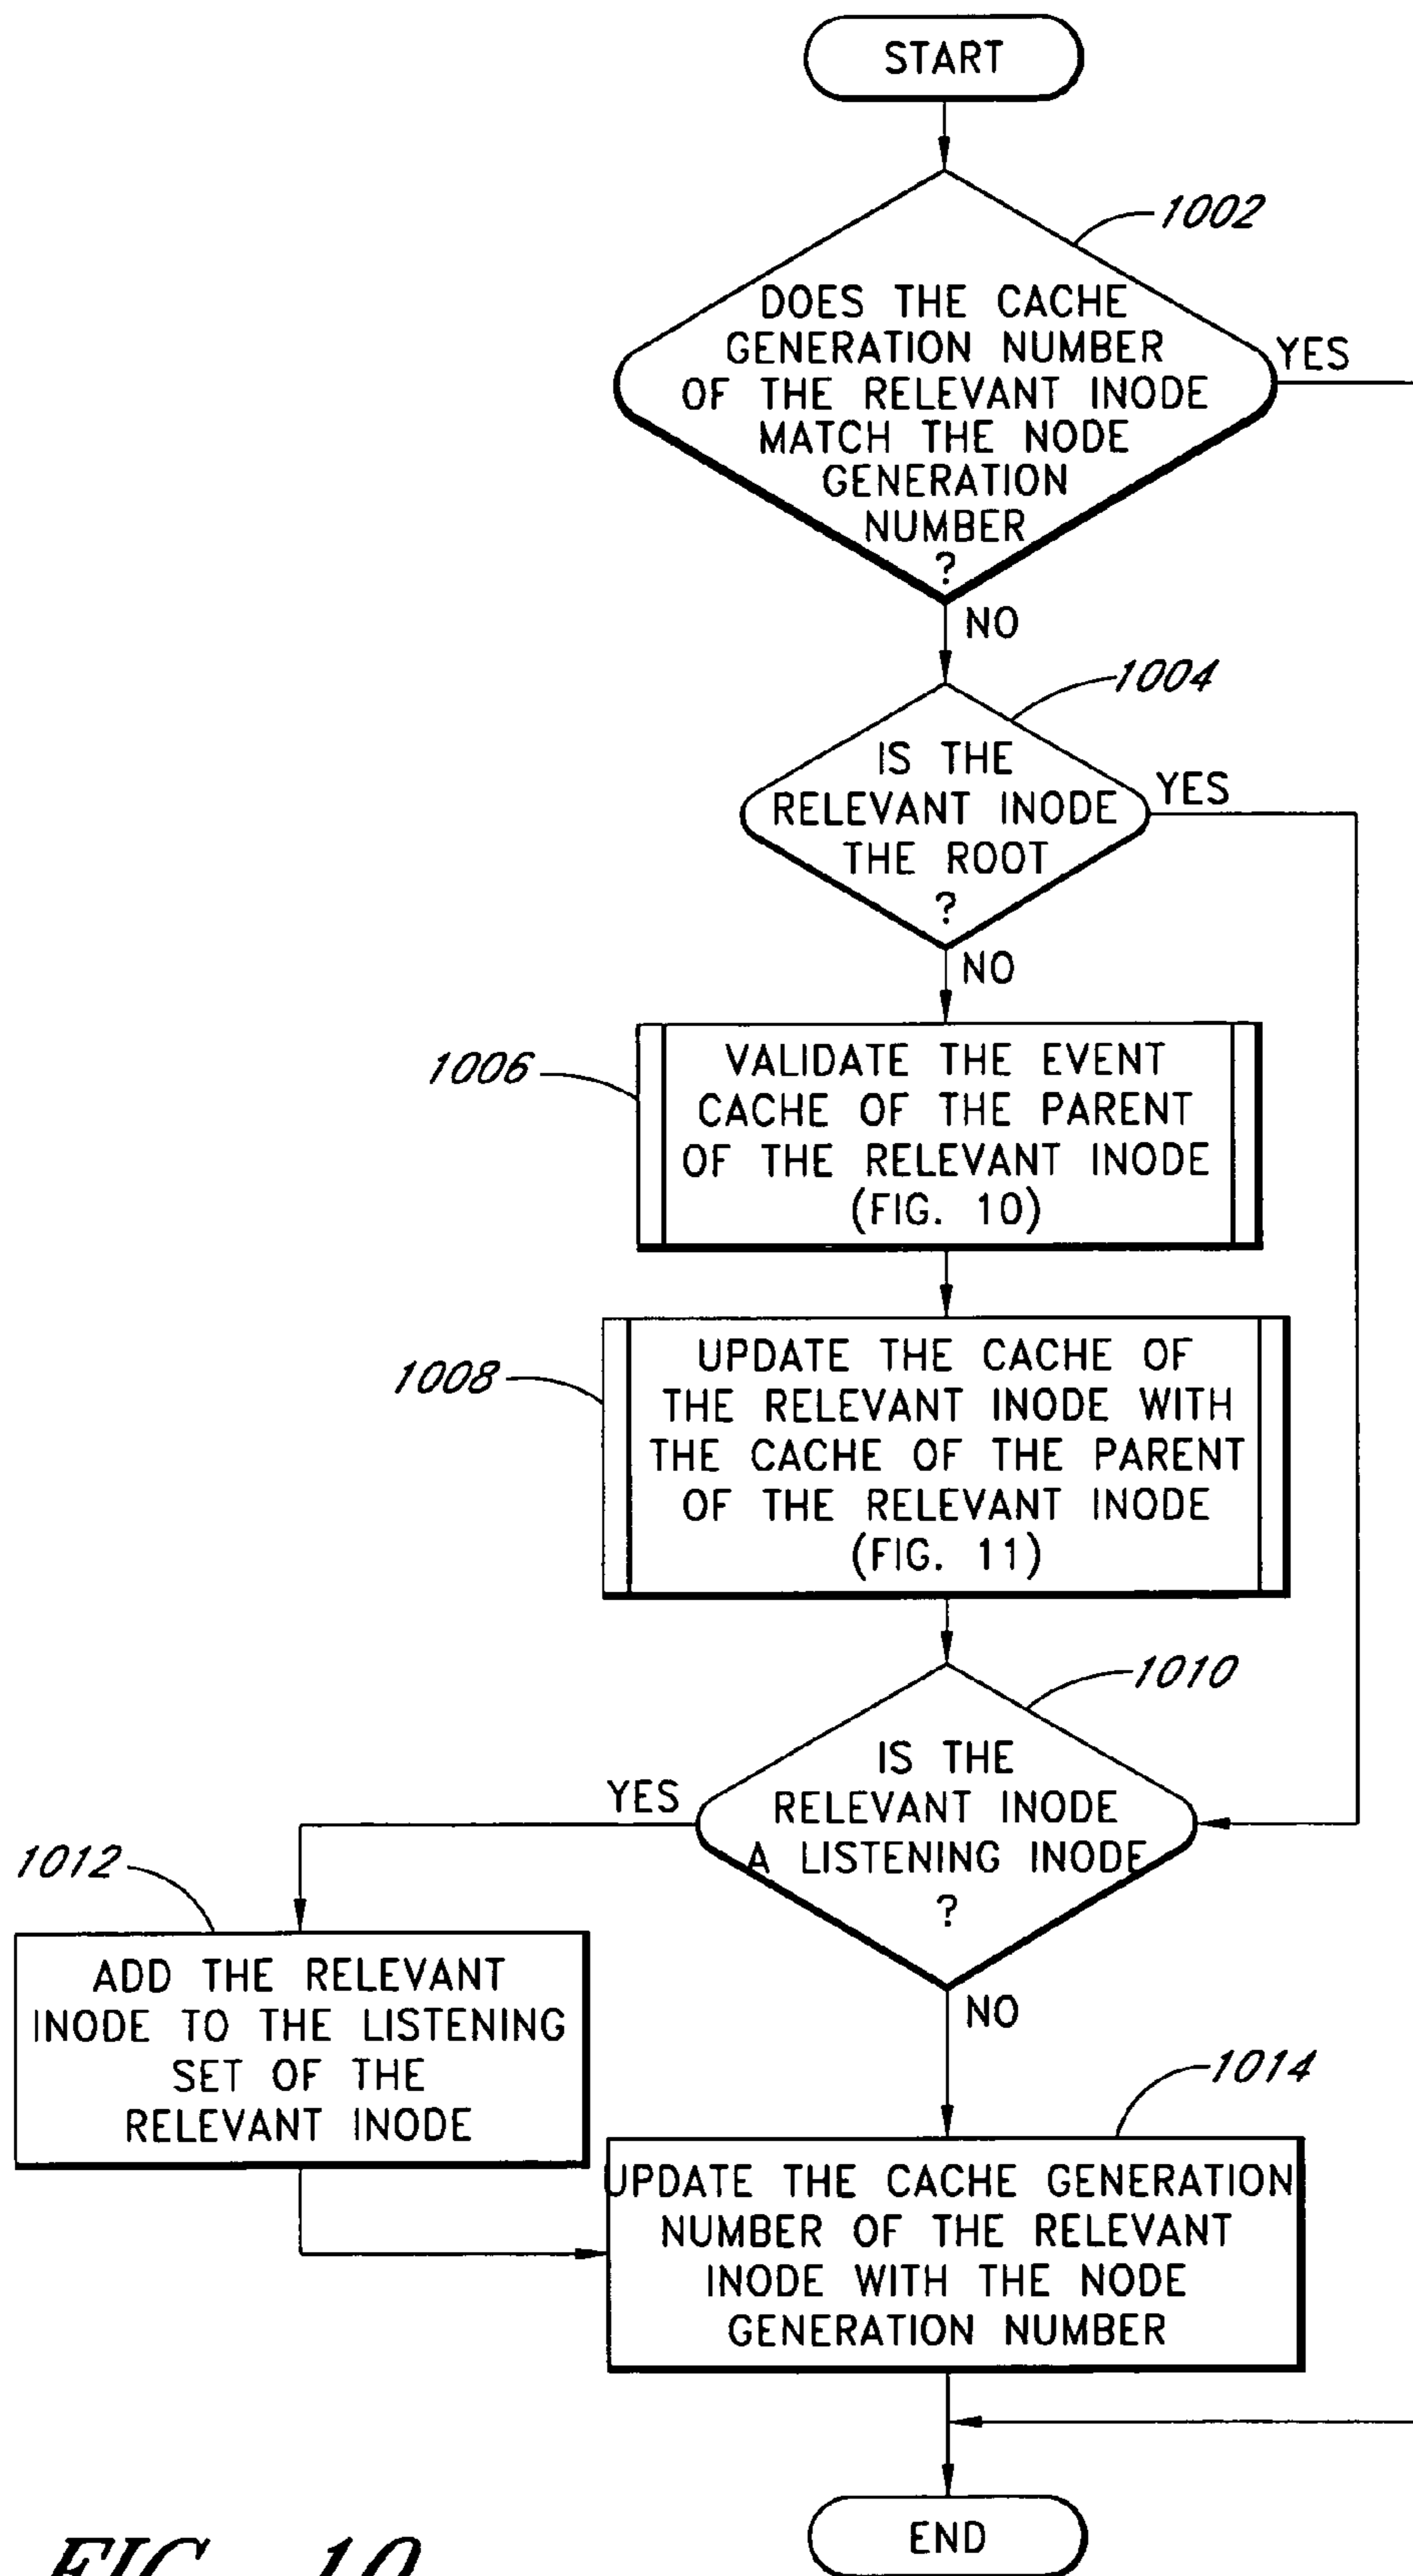 START
1002
DOES THE CACHE
GENERATION NUMBER
OF THE RELEVANT INODE
MATCH THE NODE
GENERATION
NUMBER
?
YES
NO
1004
IS THE
RELEVANT INODE
THE ROOT
?
YES
NO
1006
VALIDATE THE EVENT
CACHE OF THE PARENT
OF THE RELEVANT INODE
(FIG. 10)
1008
UPDATE THE CACHE OF
THE RELEVANT INODE WITH
THE CACHE OF THE PARENT
OF THE RELEVANT INODE
(FIG. 11)
1010
IS THE
RELEVANT INODE
A LISTENING INODE
?
YES
NO
1012
ADD THE RELEVANT
INODE TO THE LISTENING
SET OF THE
RELEVANT INODE
1014
UPDATE THE CACHE GENERATION
NUMBER OF THE RELEVANT
INODE WITH THE NODE
GENERATION NUMBER
END
FIG. 10